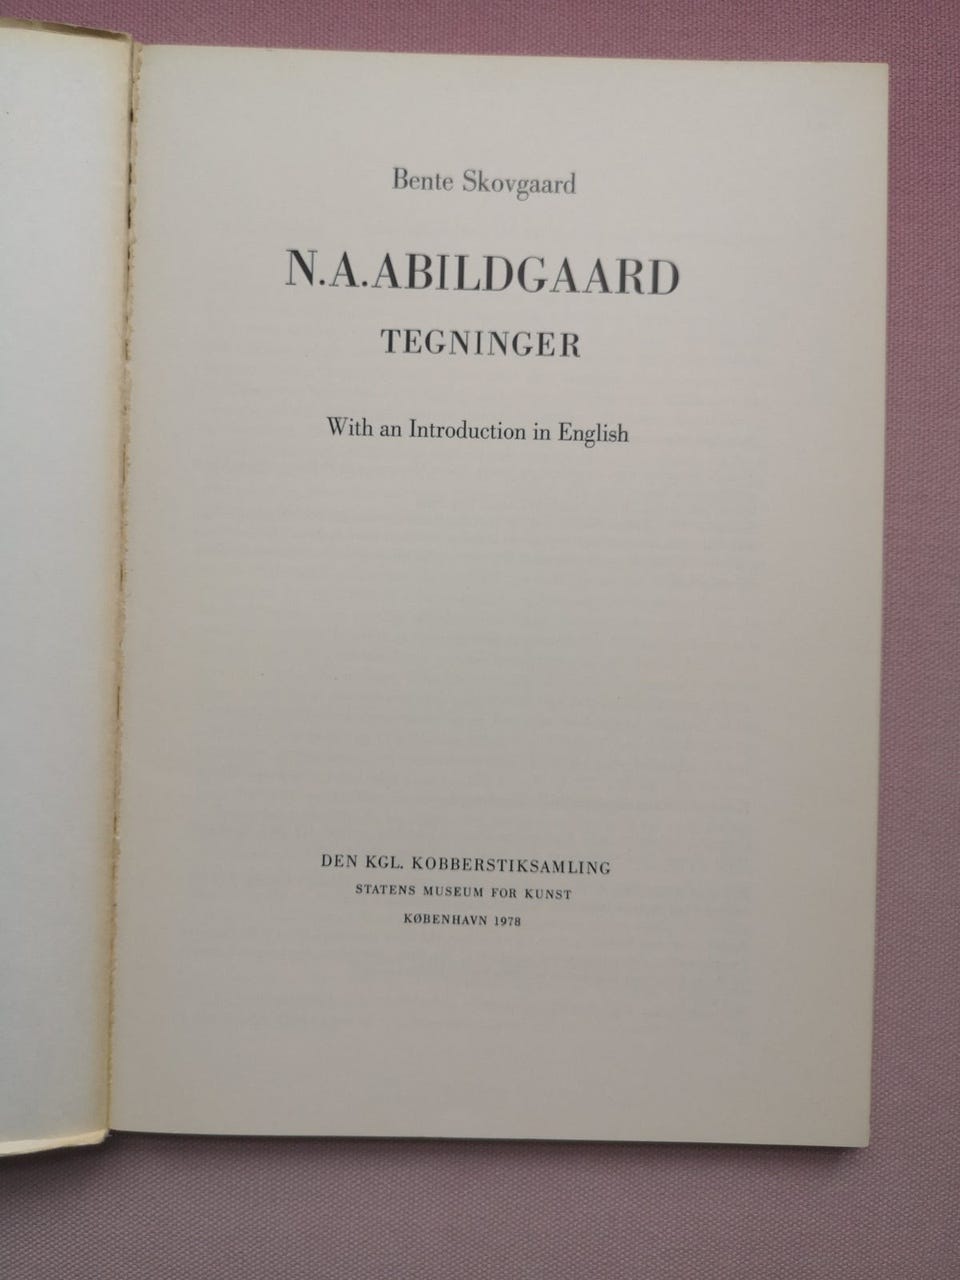 Bente Skovgaard
N.A.ABILDGAARD
TEGNINGER
With an Introduction in English
DEN KGL. KOBBERSTIKSAMLING
STATENS MUSEUM FOR KUNST
KØBENHAVN 1978